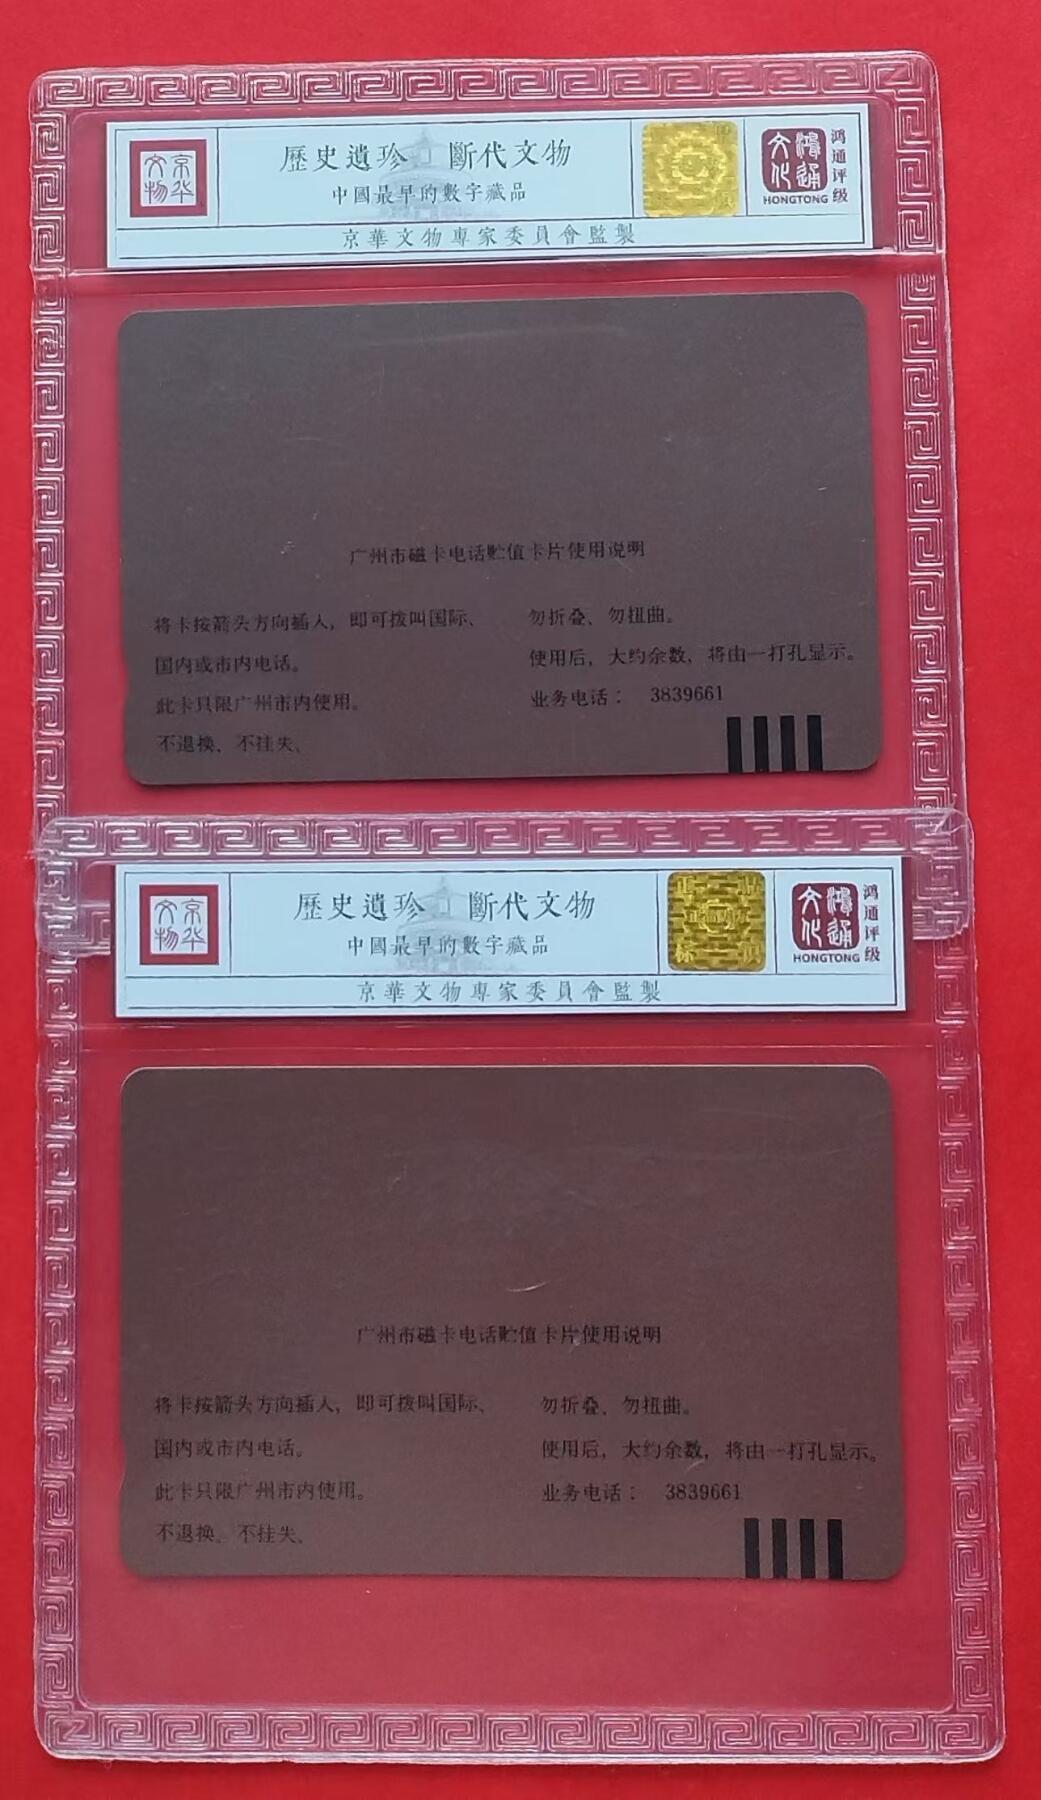 京华文物
歷史遺珍 斷代文物
中國最早的數字藏品
京華文物專家委員會監製
鴻通文化
HONGTONG
鸿通评级
广州市磁卡电话贮值卡片使用说明
将卡按箭头方向插入，即可拨叫国际、
国内或市内电话。
此卡只限广州市内使用。
不退换、不挂失、
勿折叠、勿扭曲。
使用后，大约余数，将由一打孔显示。
业务电话： 3839661
京华文物
歷史遺珍 斷代文物
中國最早的數字藏品
京華文物專家委員會監製
鴻通文化
HONGTONG
鸿通评级
广州市磁卡电话贮值卡片使用说明
将卡按箭头方向插入，即可拨叫国际、
国内或市内电话。
此卡只限广州市内使用。
不退换、不挂失、
勿折叠、勿扭曲。
使用后，大约余数，将由一打孔显示。
业务电话： 3839661